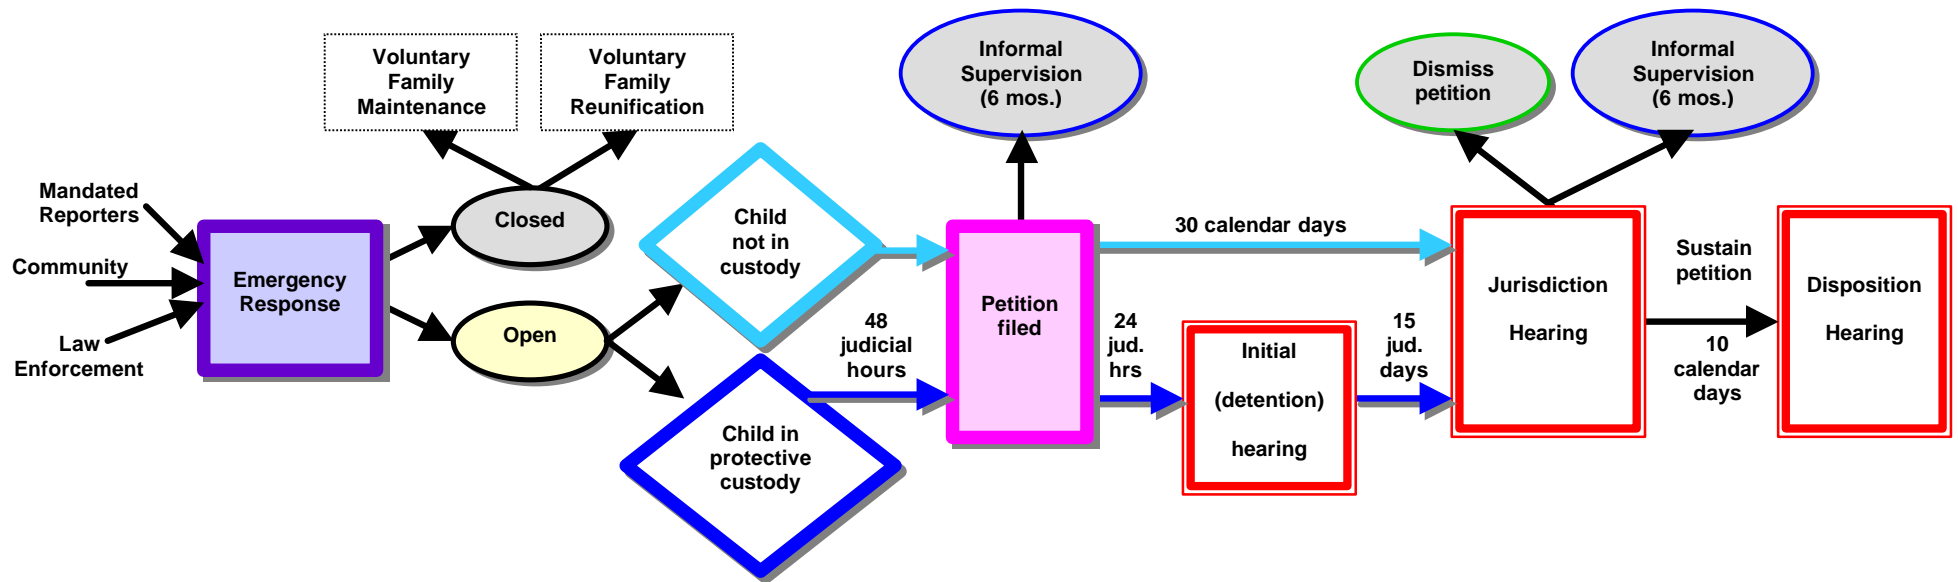 Mandated
Reporters
Community
Law
Enforcement
Emergency
Response
Voluntary
Family
Maintenance
Voluntary
Family
Reunification
Closed
Open
Child
not in
custody
Child in
protective
custody
48
judicial
hours
Petition
filed
Informal
Supervision
(6 mos.)
30 calendar days
24
jud.
hrs
Initial
(detention)
hearing
15
jud.
days
Dismiss
petition
Informal
Supervision
(6 mos.)
Jurisdiction
Hearing
Sustain
petition
10
calendar
days
Disposition
Hearing